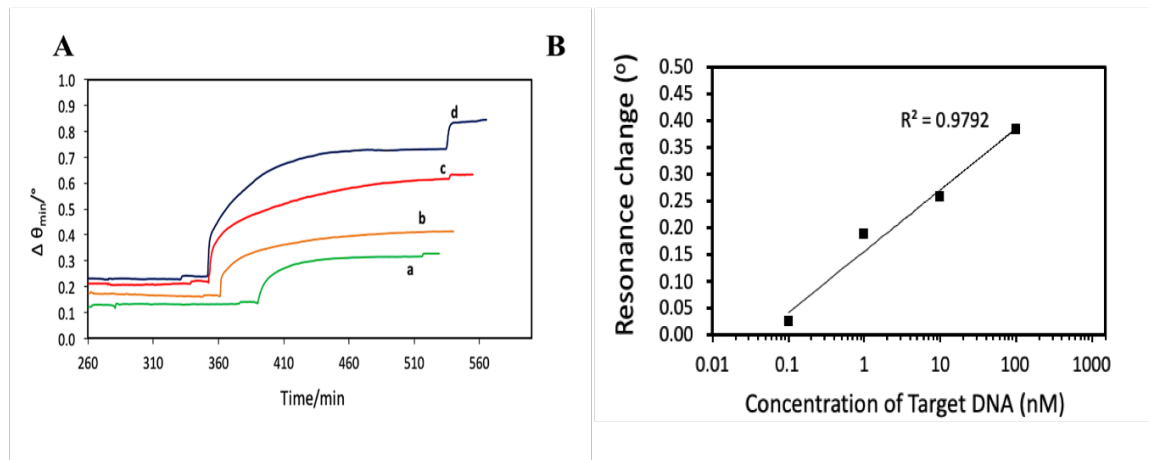 A
B
1.0
0.9
0.8
0.7
0.6
0.5
0.4
0.3
0.2
0.1
0.0
Δ θmin/°
d
c
b
a
260 310 360 410 460 510 560
Time/min
0.50
0.45
0.40
0.35
0.30
0.25
0.20
0.15
0.10
0.05
0.00
Resonance change (°)
R² = 0.9792
0.01 0.1 1 10 100 1000
Concentration of Target DNA (nM)